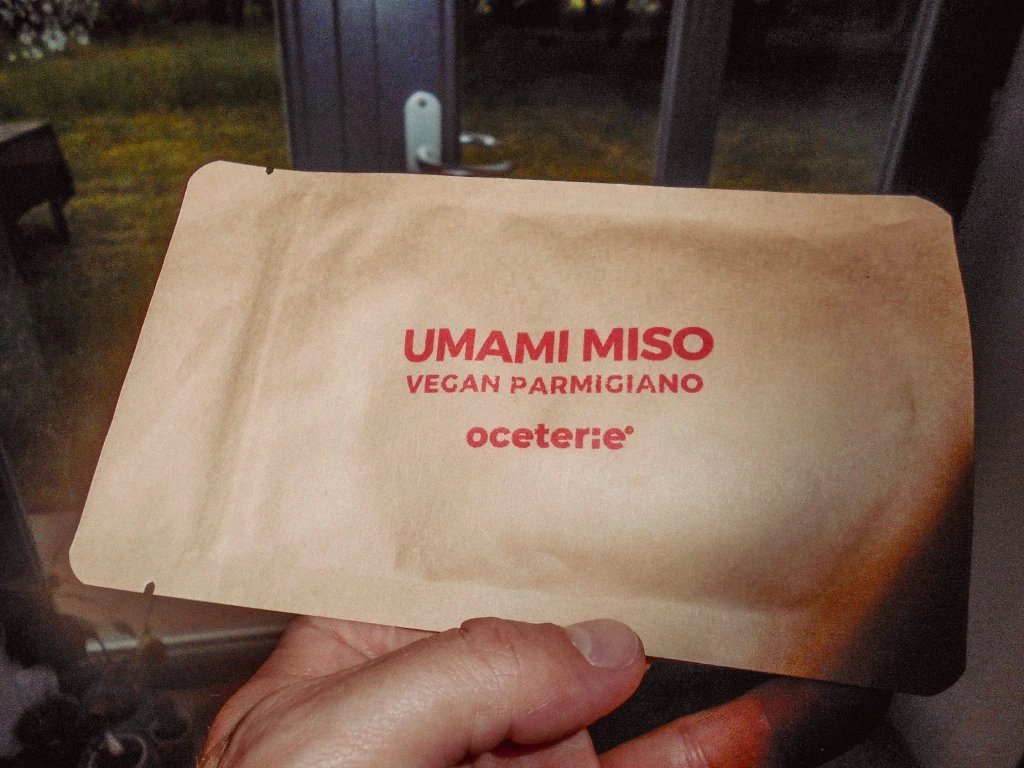 UMAMI MISO
VEGAN PARMIGIANO
oceter:e°